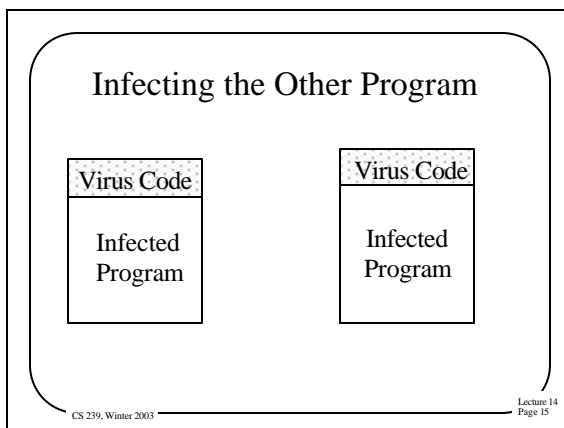 Infecting the Other Program
Virus Code
Infected
Program
Virus Code
Infected
Program
CS 239, Winter 2003
Lecture 14
Page 15